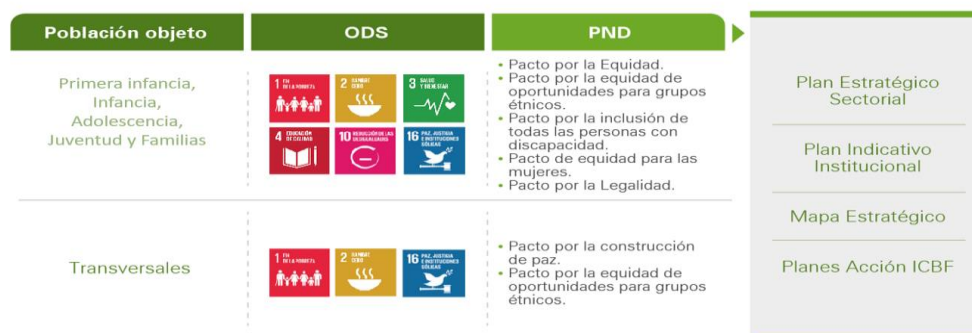 Población objeto
ODS
PND
Primera infancia,
Infancia,
Adolescencia,
Juventud y Familias
1 FIN
DE LA POBREZA
2 HAMBRE
CERO
3 SALUD
Y BIENESTAR
4 EDUCACIÓN
DE CALIDAD
10 REDUCCIÓN DE LAS
DESIGUALDADES
16 PAZ, JUSTICIA
E INSTITUCIONES
SÓLIDAS
• Pacto por la Equidad.
• Pacto por la equidad de
oportunidades para grupos
étnicos.
• Pacto por la inclusión de
todas las personas con
discapacidad.
• Pacto de equidad para las
mujeres.
• Pacto por la Legalidad.
Transversales
1 FIN
DE LA POBREZA
2 HAMBRE
CERO
16 PAZ, JUSTICIA
E INSTITUCIONES
SÓLIDAS
• Pacto por la construcción
de paz.
• Pacto por la equidad de
oportunidades para grupos
étnicos.
Plan Estratégico
Sectorial
Plan Indicativo
Institucional
Mapa Estratégico
Planes Acción ICBF